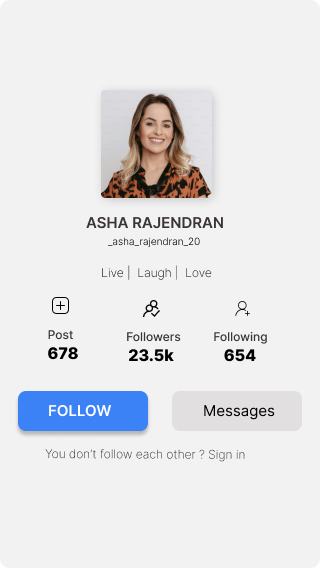 ASHA RAJENDRAN
_asha_rajendran_20
Live | Laugh | Love
Post Followers Following
678 23.5k 654
FOLLOW Messages
You don't follow each other ? Sign in